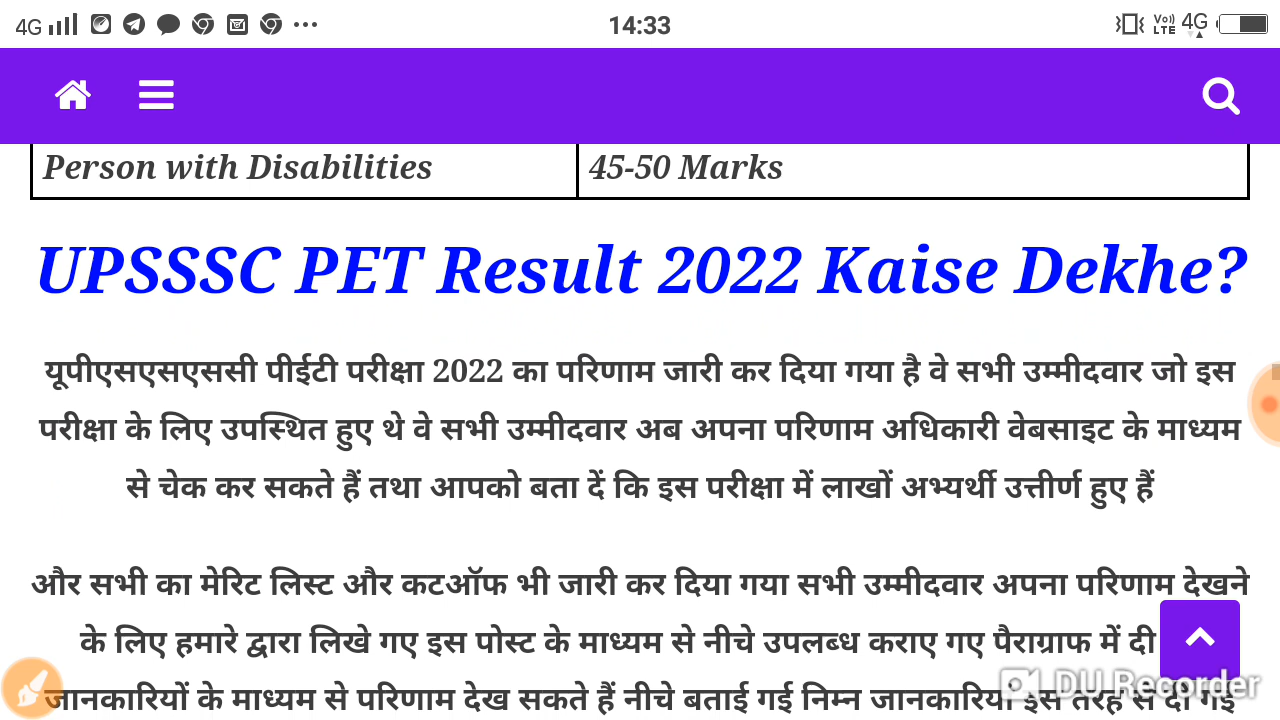 4G 14:33 Vo)) LTE 4G
Person with Disabilities 45-50 Marks
UPSSSC PET Result 2022 Kaise Dekhe?
यूपीएसएसएससी पीईटी परीक्षा 2022 का परिणाम जारी कर दिया गया है वे सभी उम्मीदवार जो इस
परीक्षा के लिए उपस्थित हुए थे वे सभी उम्मीदवार अब अपना परिणाम अधिकारी वेबसाइट के माध्यम
से चेक कर सकते हैं तथा आपको बता दें कि इस परीक्षा में लाखों अभ्यर्थी उत्तीर्ण हुए हैं
और सभी का मेरिट लिस्ट और कटऑफ भी जारी कर दिया गया सभी उम्मीदवार अपना परिणाम देखने
के लिए हमारे द्वारा लिखे गए इस पोस्ट के माध्यम से नीचे उपलब्ध कराए गए पैराग्राफ में दी
जानकारियों के माध्यम से परिणाम देख सकते हैं नीचे बताई गई निम्न जानकारियां इस तरह से दी गई
DU Recorder